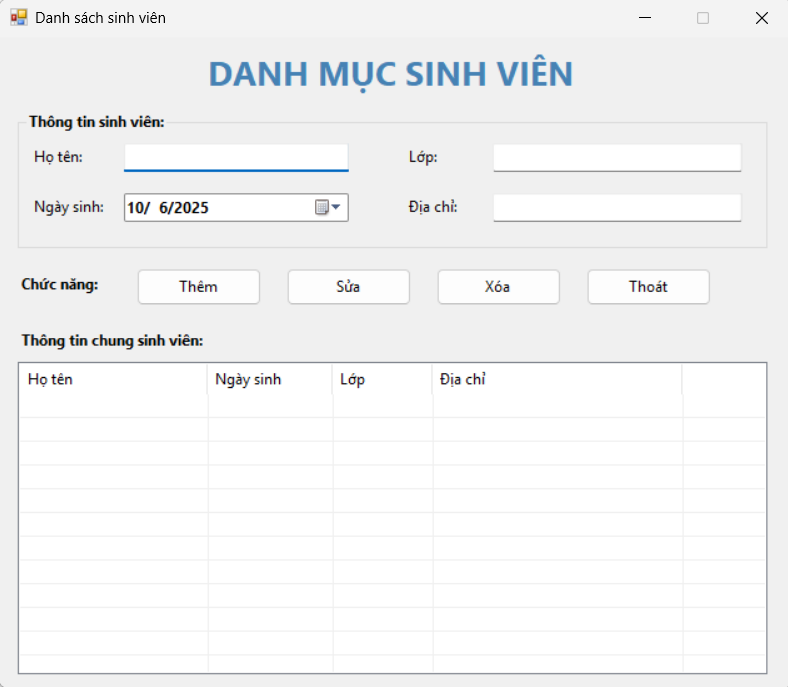 Danh sách sinh viên
DANH MỤC SINH VIÊN
Thông tin sinh viên:
Họ tên:
Lớp:
Ngày sinh: 10/ 6/2025
Địa chỉ:
Chức năng: Thêm Sửa Xóa Thoát
Thông tin chung sinh viên:
Họ tên Ngày sinh Lớp Địa chỉ